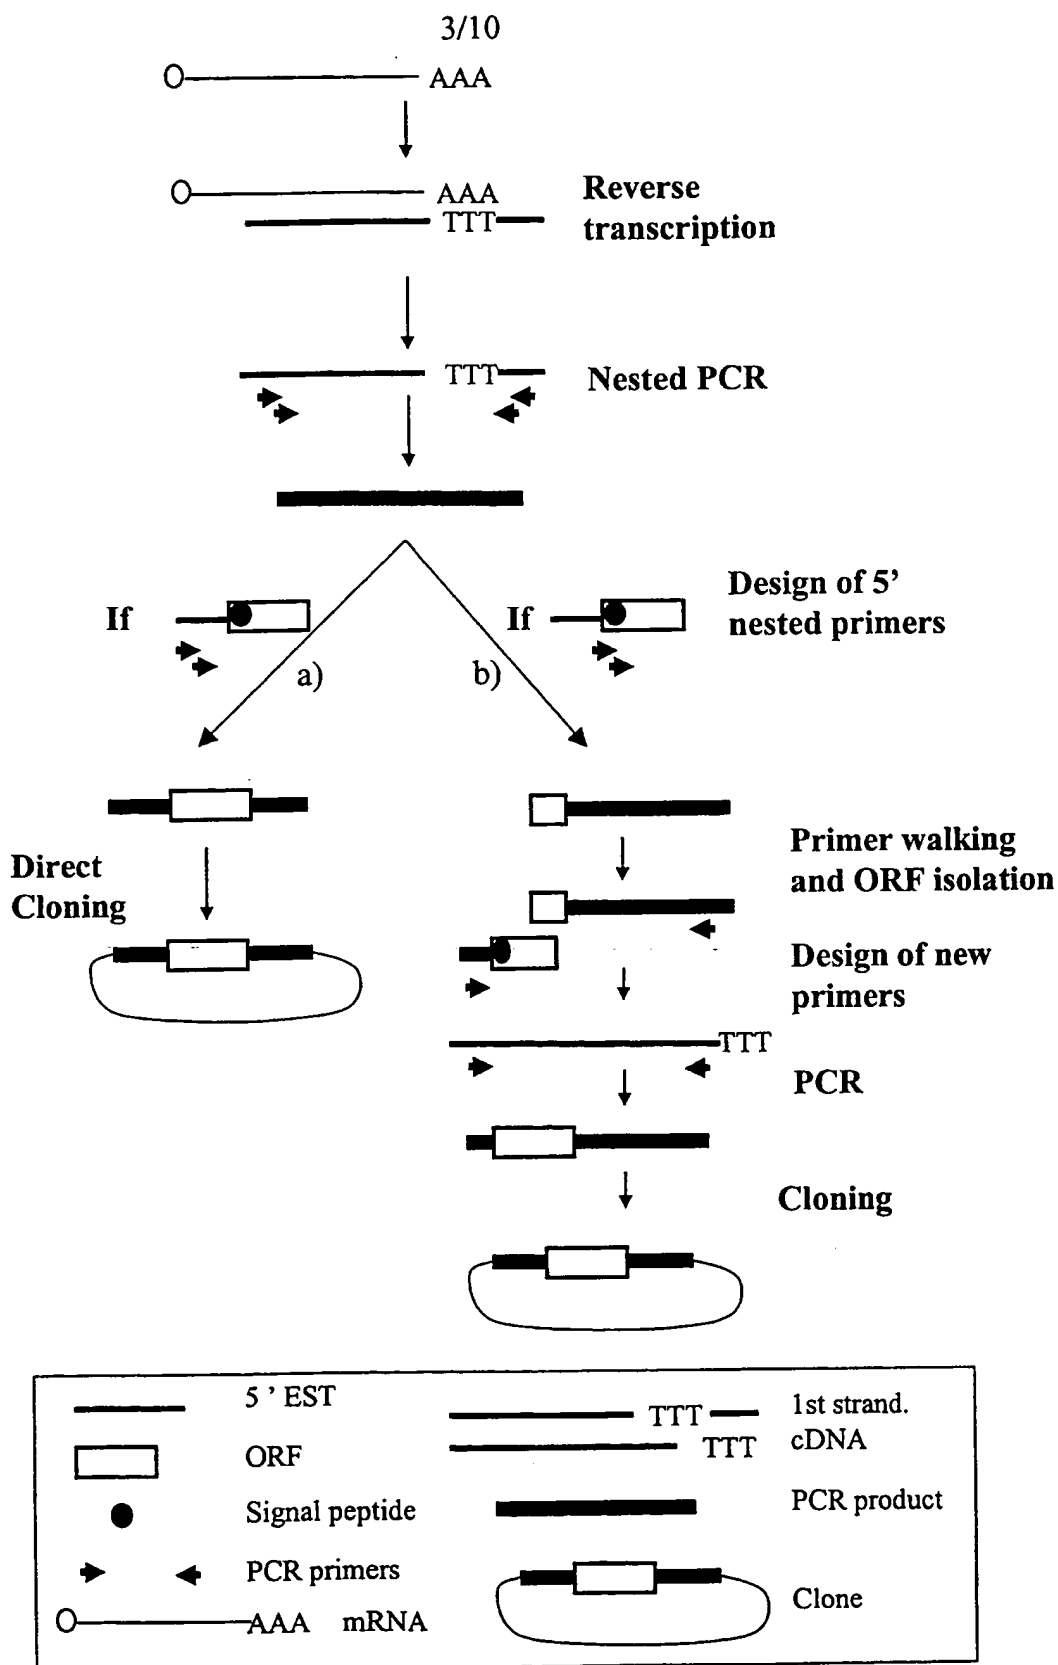 3/10
AAA
AAA
TTT
Reverse
transcription
TTT
Nested PCR
If
If
Design of 5’
nested primers
a)
b)
Direct
Cloning
Primer walking
and ORF isolation
Design of new
primers
TTT
PCR
Cloning
5 ’ EST
ORF
Signal peptide
PCR primers
AAA mRNA
TTT
TTT
1st strand.
cDNA
PCR product
Clone